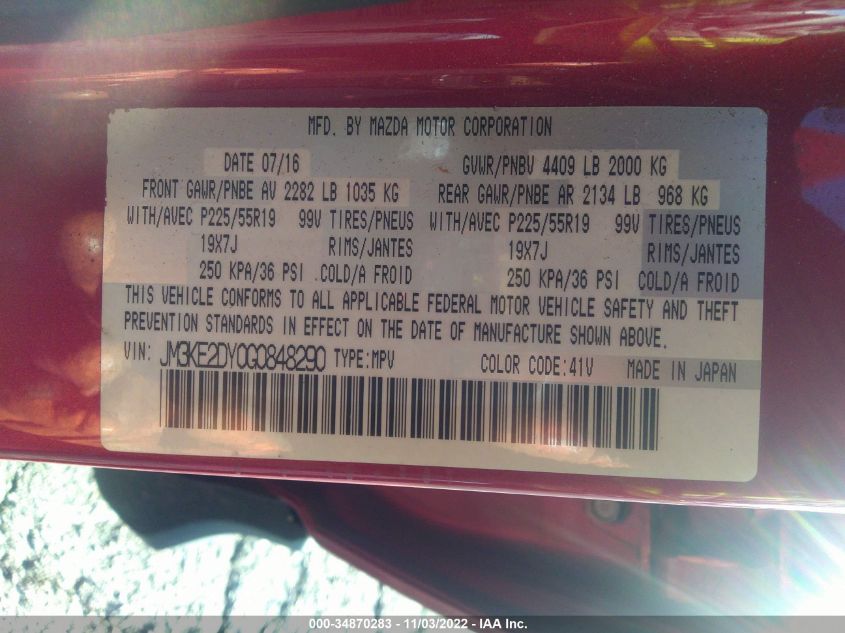 MFD. BY MAZDA MOTOR CORPORATION
DATE 07/16 GVWR/PNBV 4409 LB 2000 KG
FRONT GAWR/PNBE AV 2282 LB 1035 KG REAR GAWR/PNBE AR 2134 LB 968 KG
WITH/AVEC P225/55R19 99V TIRES/PNEUS WITH/AVEC P225/55R19 99V TIRES/PNEUS
19X7J RIMS/JANTES 19X7J RIMS/JANTES
250 KPA/36 PSI COLD/A FROID 250 KPA/36 PSI COLD/A FROID
THIS VEHICLE CONFORMS TO ALL APPLICABLE FEDERAL MOTOR VEHICLE SAFETY AND THEFT
PREVENTION STANDARDS IN EFFECT ON THE DATE OF MANUFACTURE SHOWN ABOVE.
VIN: JM3KE2DY0G0848290 TYPE:MPV COLOR CODE:41V MADE IN JAPAN
000-34870283 - 11/03/2022 - IAA Inc.